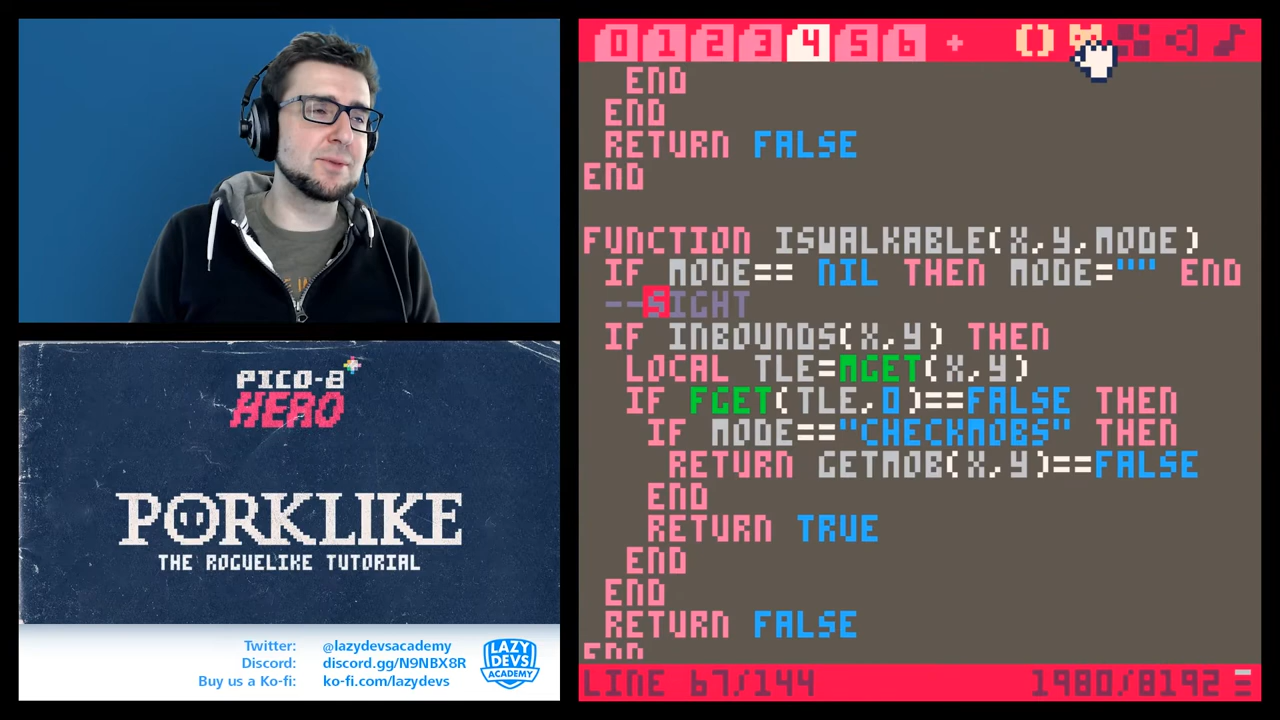 PICO-8
HERO
PORKLIKE
THE ROGUELIKE TUTORIAL
Twitter: @lazydevsacademy
Discord: discord.gg/N9NBX8R
Buy us a Ko-fi: ko-fi.com/lazydevs
LAZY
DEVS
ACADEMY
0 1 2 3 4 5 6 + ()
END
END
RETURN FALSE
END
FUNCTION ISWALKABLE(X,Y,MODE)
IF MODE== NIL THEN MODE="" END
--SIGHT
IF INBOUNDS(X,Y) THEN
LOCAL TLE=MGET(X,Y)
IF FGET(TLE,0)==FALSE THEN
IF MODE=="CHECKMOBS" THEN
RETURN GETMOB(X,Y)==FALSE
END
RETURN TRUE
END
END
RETURN FALSE
END
LINE 67/144 1980/8192